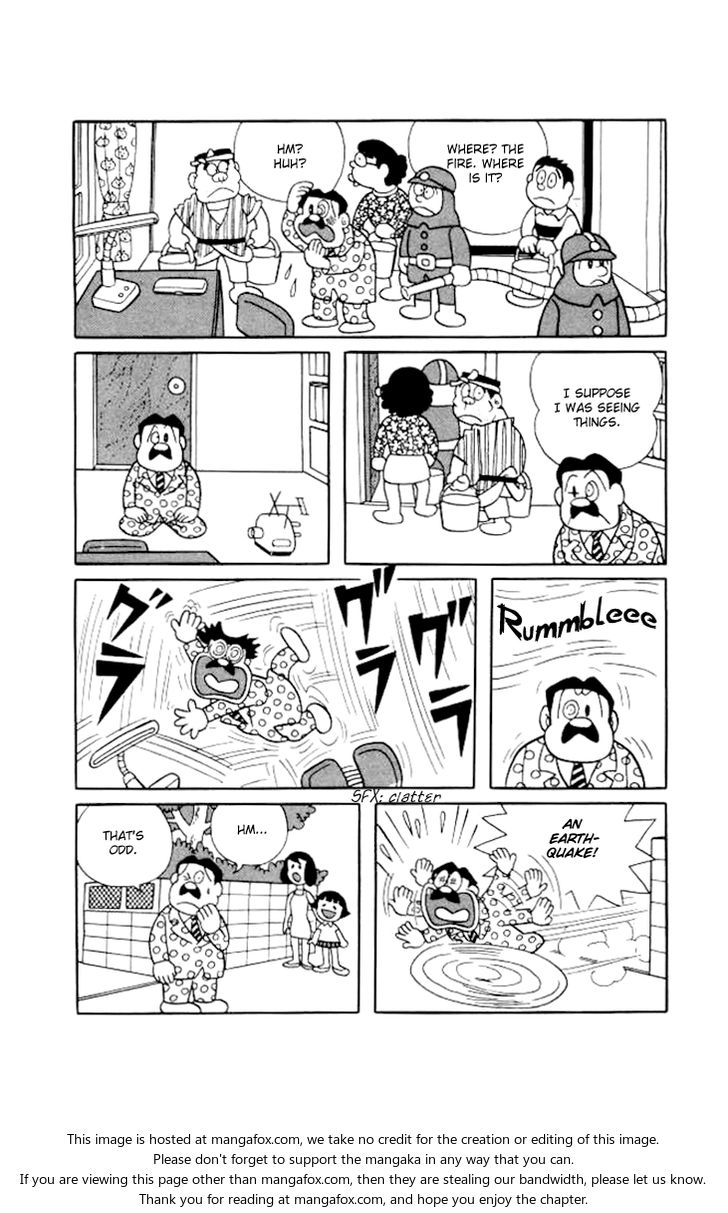 WHERE? THE
FIRE. WHERE
IS IT?
HM?
HUH?
I SUPPOSE
I WAS SEEING
THINGS.
Rummbleee
グラ
グラ
グラ
SFX: clatter
AN
EARTH-
QUAKE!
HM...
THAT'S
ODD.
This image is hosted at mangafox.com, we take no credit for the creation or editing of this image.
Please don't forget to support the mangaka in any way that you can.
If you are viewing this page other than mangafox.com, then they are stealing our bandwidth, please let us know.
Thank you for reading at mangafox.com, and hope you enjoy the chapter.